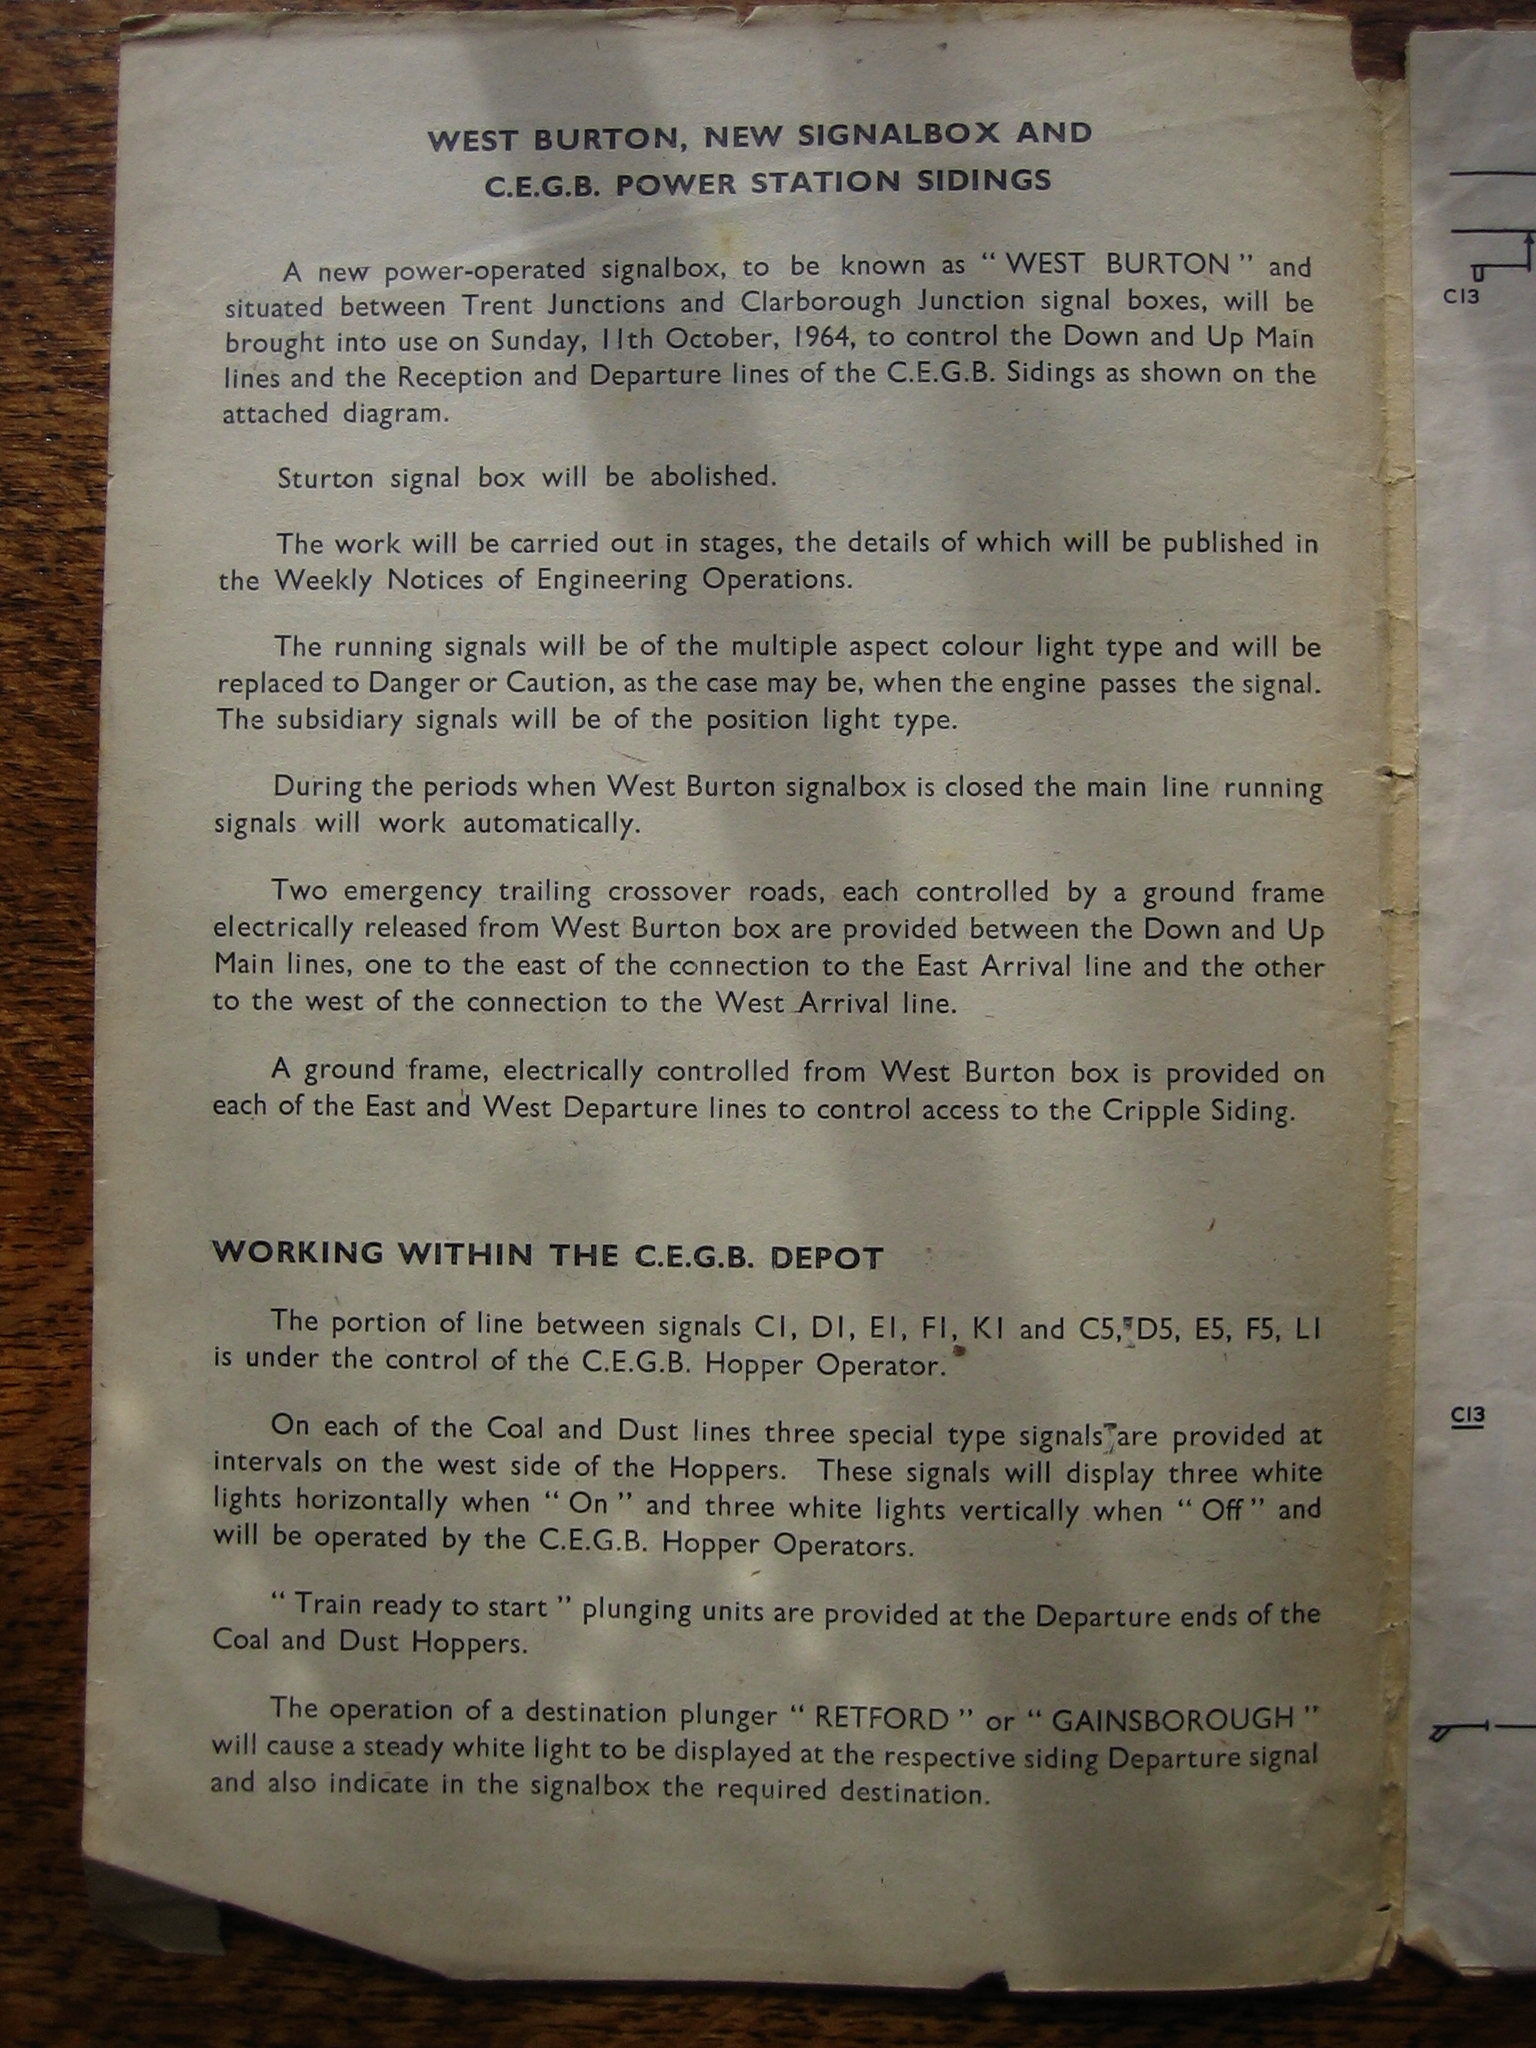 WEST BURTON, NEW SIGNALBOX AND
C.E.G.B. POWER STATION SIDINGS
A new power-operated signalbox, to be known as “ WEST BURTON ” and
situated between Trent Junctions and Clarborough Junction signal boxes, will be
brought into use on Sunday, 11th October, 1964, to control the Down and Up Main
lines and the Reception and Departure lines of the C.E.G.B. Sidings as shown on the
attached diagram.
Sturton signal box will be abolished.
The work will be carried out in stages, the details of which will be published in
the Weekly Notices of Engineering Operations.
The running signals will be of the multiple aspect colour light type and will be
replaced to Danger or Caution, as the case may be, when the engine passes the signal.
The subsidiary signals will be of the position light type.
During the periods when West Burton signalbox is closed the main line running
signals will work automatically.
Two emergency trailing crossover roads, each controlled by a ground frame
electrically released from West Burton box are provided between the Down and Up
Main lines, one to the east of the connection to the East Arrival line and the other
to the west of the connection to the West Arrival line.
A ground frame, electrically controlled from West Burton box is provided on
each of the East and West Departure lines to control access to the Cripple Siding.
WORKING WITHIN THE C.E.G.B. DEPOT
The portion of line between signals C1, D1, E1, F1, K1 and C5, D5, E5, F5, L1
is under the control of the C.E.G.B. Hopper Operator.
On each of the Coal and Dust lines three special type signals are provided at
intervals on the west side of the Hoppers. These signals will display three white
lights horizontally when “ On ” and three white lights vertically when “ Off ” and
will be operated by the C.E.G.B. Hopper Operators.
“ Train ready to start ” plunging units are provided at the Departure ends of the
Coal and Dust Hoppers.
The operation of a destination plunger “ RETFORD ” or “ GAINSBOROUGH ”
will cause a steady white light to be displayed at the respective siding Departure signal
and also indicate in the signalbox the required destination.
C13
C13